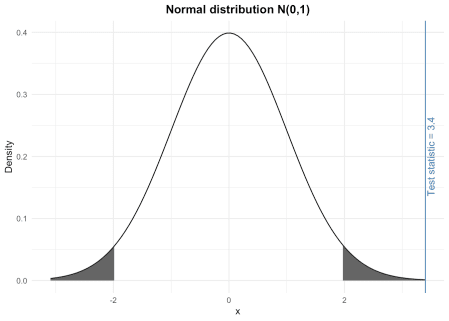 Normal distribution N(0,1)
0.4
0.3
0.2
0.1
0.0
Density
-2
0
2
x
Test statistic = 3.4